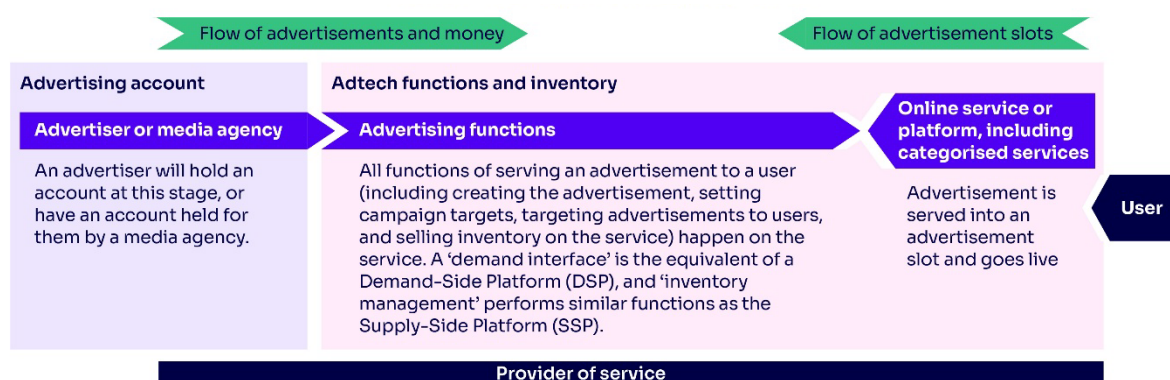 Flow of advertisements and money
Flow of advertisement slots
Advertising account
Advertiser or media agency
An advertiser will hold an
account at this stage, or
have an account held for
them by a media agency.
Adtech functions and inventory
Advertising functions
All functions of serving an advertisement to a user
(including creating the advertisement, setting
campaign targets, targeting advertisements to users,
and selling inventory on the service) happen on the
service. A ‘demand interface’ is the equivalent of a
Demand-Side Platform (DSP), and ‘inventory
management’ performs similar functions as the
Supply-Side Platform (SSP).
Online service or
platform, including
categorised services
Advertisement is
served into an
advertisement
slot and goes live
User
Provider of service